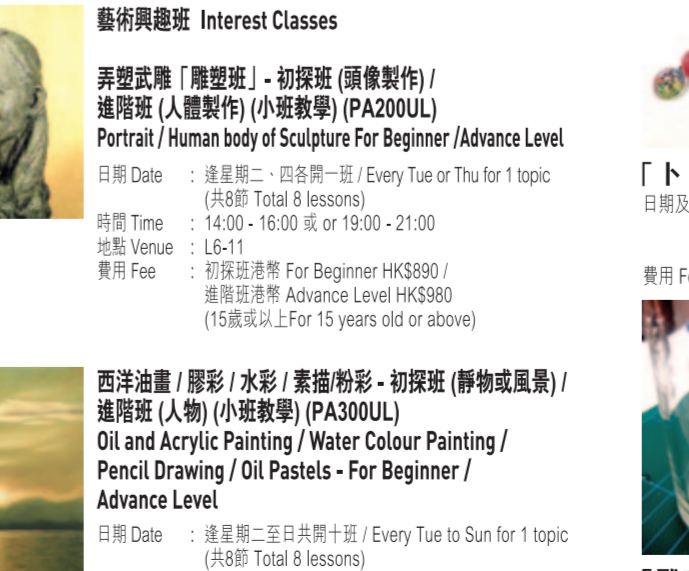 藝術興趣班 Interest Classes
弄塑武雕「雕塑班」- 初探班 (頭像製作) /
進階班 (人體製作) (小班教學) (PA200UL)
Portrait / Human body of Sculpture For Beginner /Advance Level
日期 Date : 逢星期二、四各開一班 / Every Tue or Thu for 1 topic
(共8節 Total 8 lessons)
時間 Time : 14:00 - 16:00 或 or 19:00 - 21:00
地點 Venue : L6-11
費用 Fee : 初探班港幣 For Beginner HK$890 /
進階班港幣 Advance Level HK$980
(15歲或以上For 15 years old or above)
西洋油畫 / 膠彩 / 水彩 / 素描/粉彩 - 初探班 (靜物或風景) /
進階班 (人物) (小班教學) (PA300UL)
Oil and Acrylic Painting / Water Colour Painting /
Pencil Drawing / Oil Pastels - For Beginner /
Advance Level
日期 Date : 逢星期二至日共開十班 / Every Tue to Sun for 1 topic
(共8節 Total 8 lessons)
「卜
日期及
費用 F